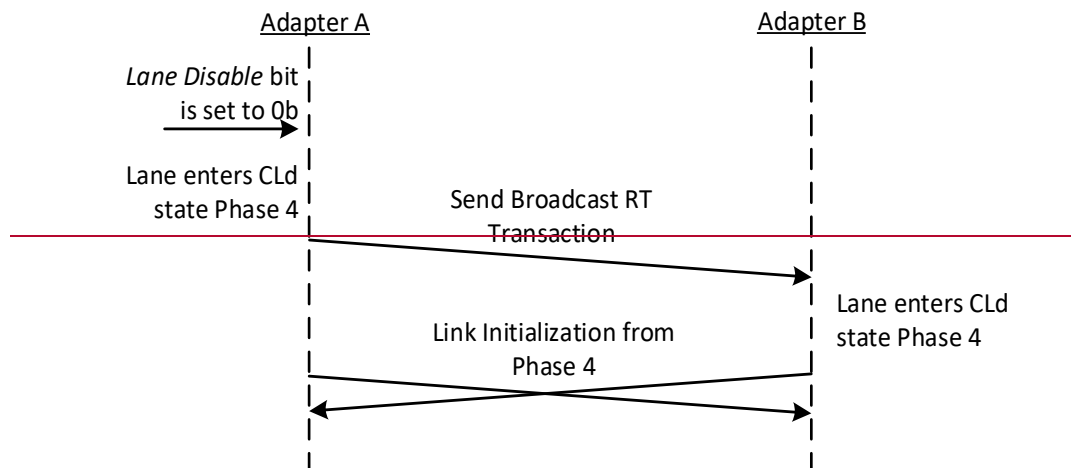 Adapter A
Adapter B
Lane Disable bit
is set to 0b
Lane enters CLd
state Phase 4
Send Broadcast RT
Transaction
Lane enters CLd
state Phase 4
Link Initialization from
Phase 4